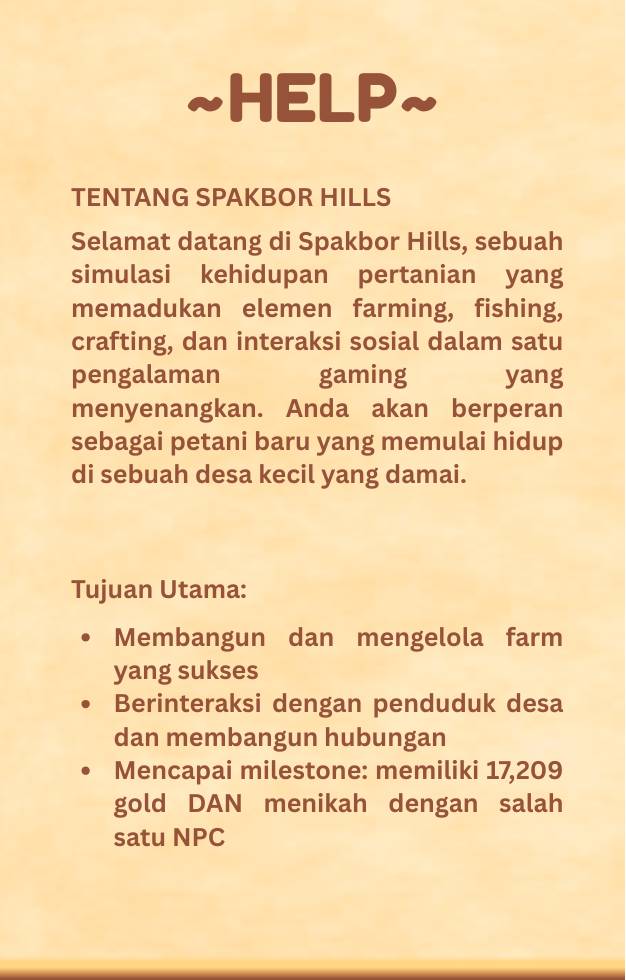 ~HELP~
TENTANG SPAKBOR HILLS
Selamat datang di Spakbor Hills, sebuah
simulasi kehidupan pertanian yang
memadukan elemen farming, fishing,
crafting, dan interaksi sosial dalam satu
pengalaman gaming yang
menyenangkan. Anda akan berperan
sebagai petani baru yang memulai hidup
di sebuah desa kecil yang damai.
Tujuan Utama:
• Membangun dan mengelola farm
yang sukses
• Berinteraksi dengan penduduk desa
dan membangun hubungan
• Mencapai milestone: memiliki 17,209
gold DAN menikah dengan salah
satu NPC